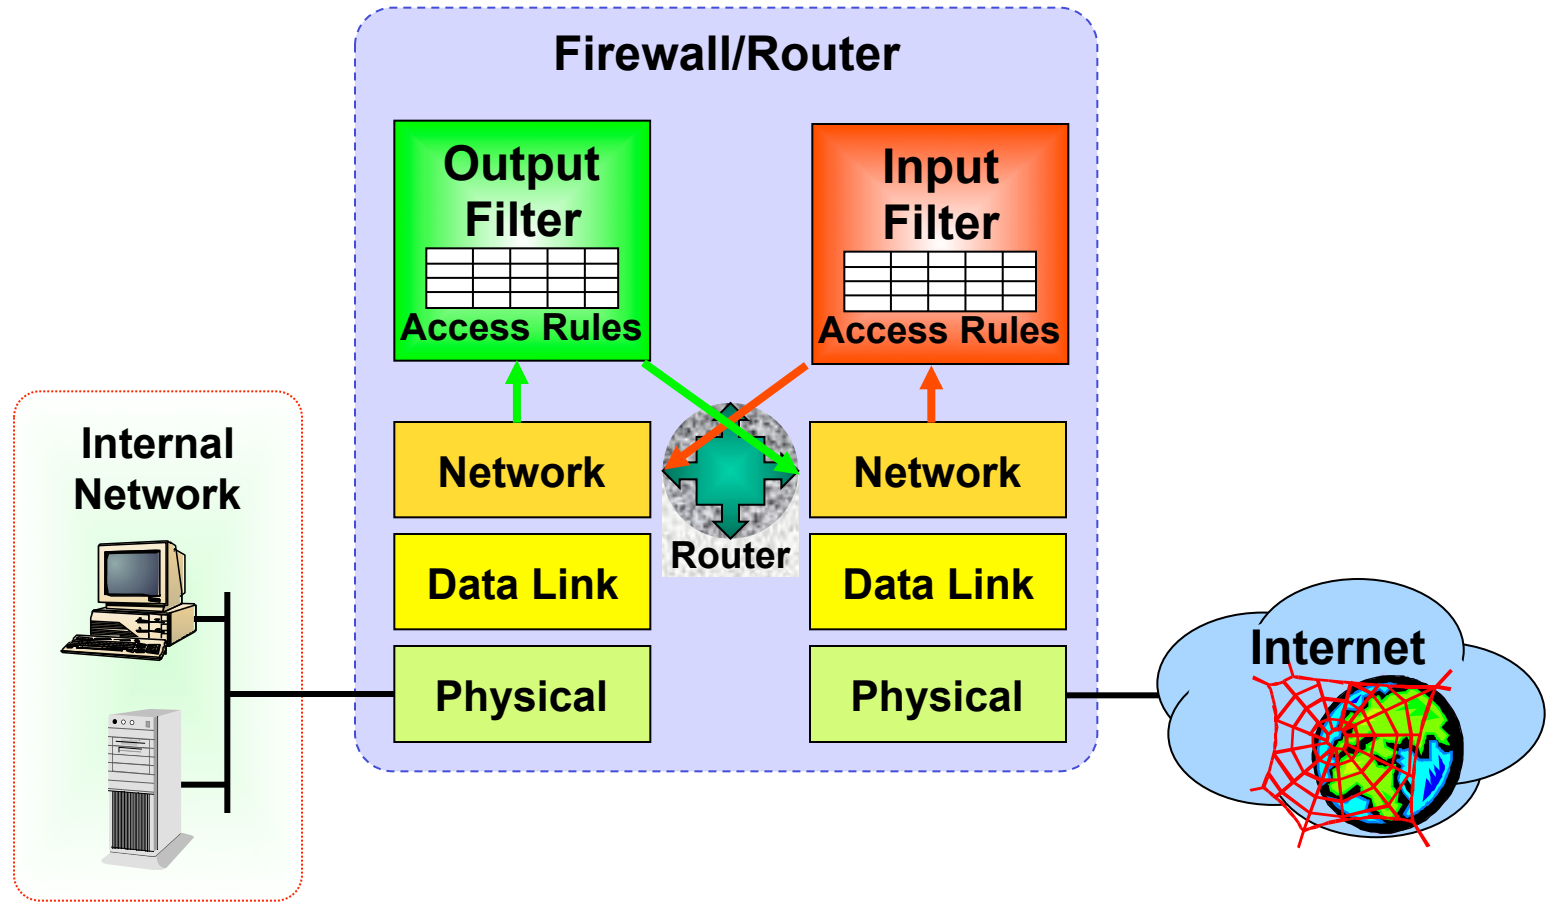 Firewall/Router
Output
Filter
Access Rules
Input
Filter
Access Rules
Internal
Network
Network
Data Link
Physical
Router
Network
Data Link
Physical
Internet